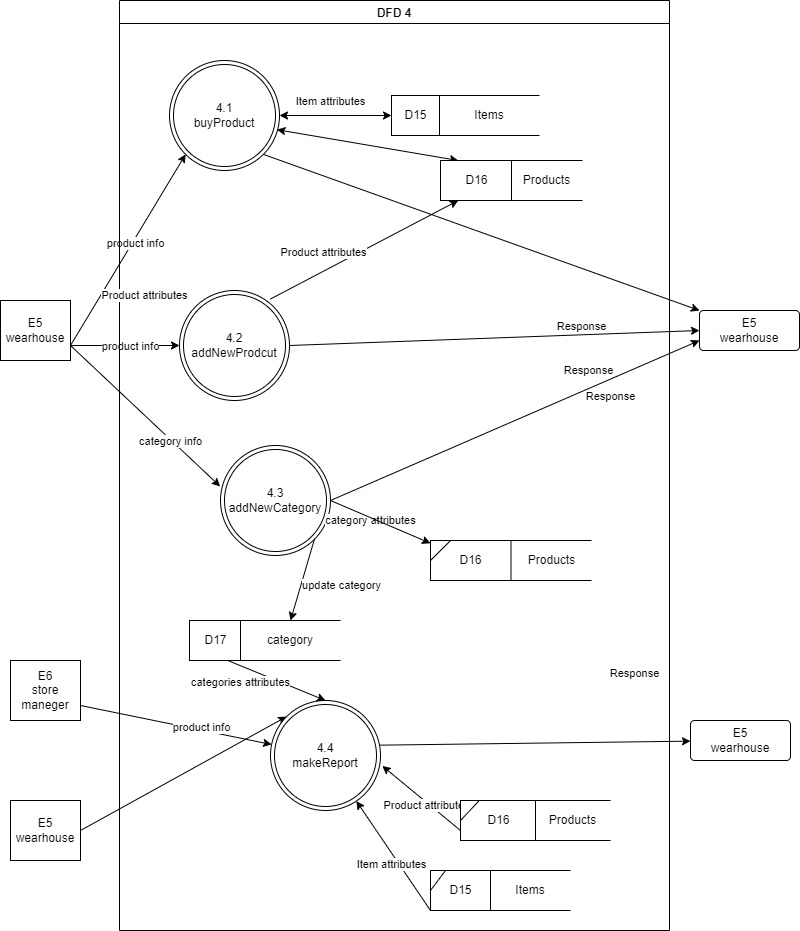 DFD 4
4.1
buyProduct
Item attributes
D15
Items
D16
Products
product info
Product attributes
Product attributes
E5
wearhouse
product info
4.2
addNewProdcut
Response
E5
wearhouse
Response
Response
category info
4.3
addNewCategory
category attributes
D16
Products
update category
D17
category
categories attributes
E6
store
maneger
Response
product info
4.4
makeReport
E5
wearhouse
E5
wearhouse
Product attribute
D16
Products
Item attributes
D15
Items